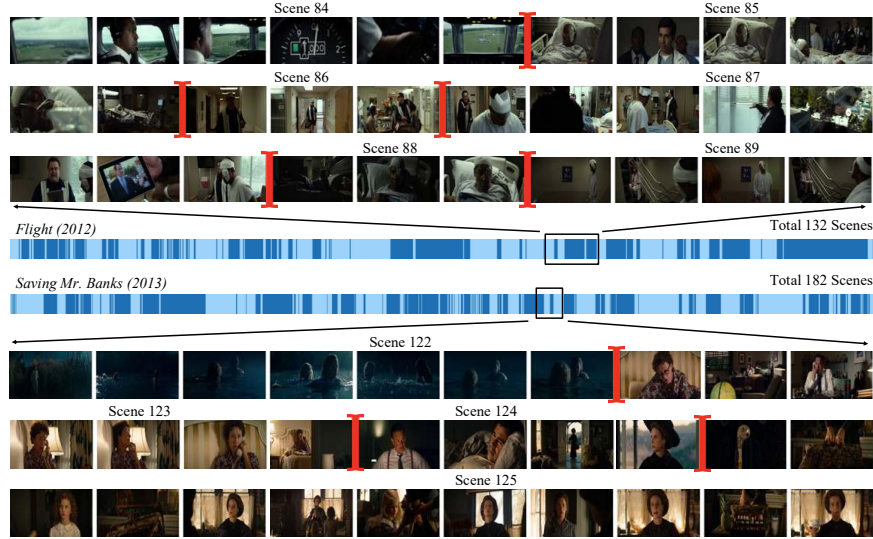 Scene 84
Scene 85
Scene 86
Scene 87
Scene 88
Scene 89
Flight (2012)
Total 132 Scenes
Saving Mr. Banks (2013)
Total 182 Scenes
Scene 122
Scene 123
Scene 124
Scene 125